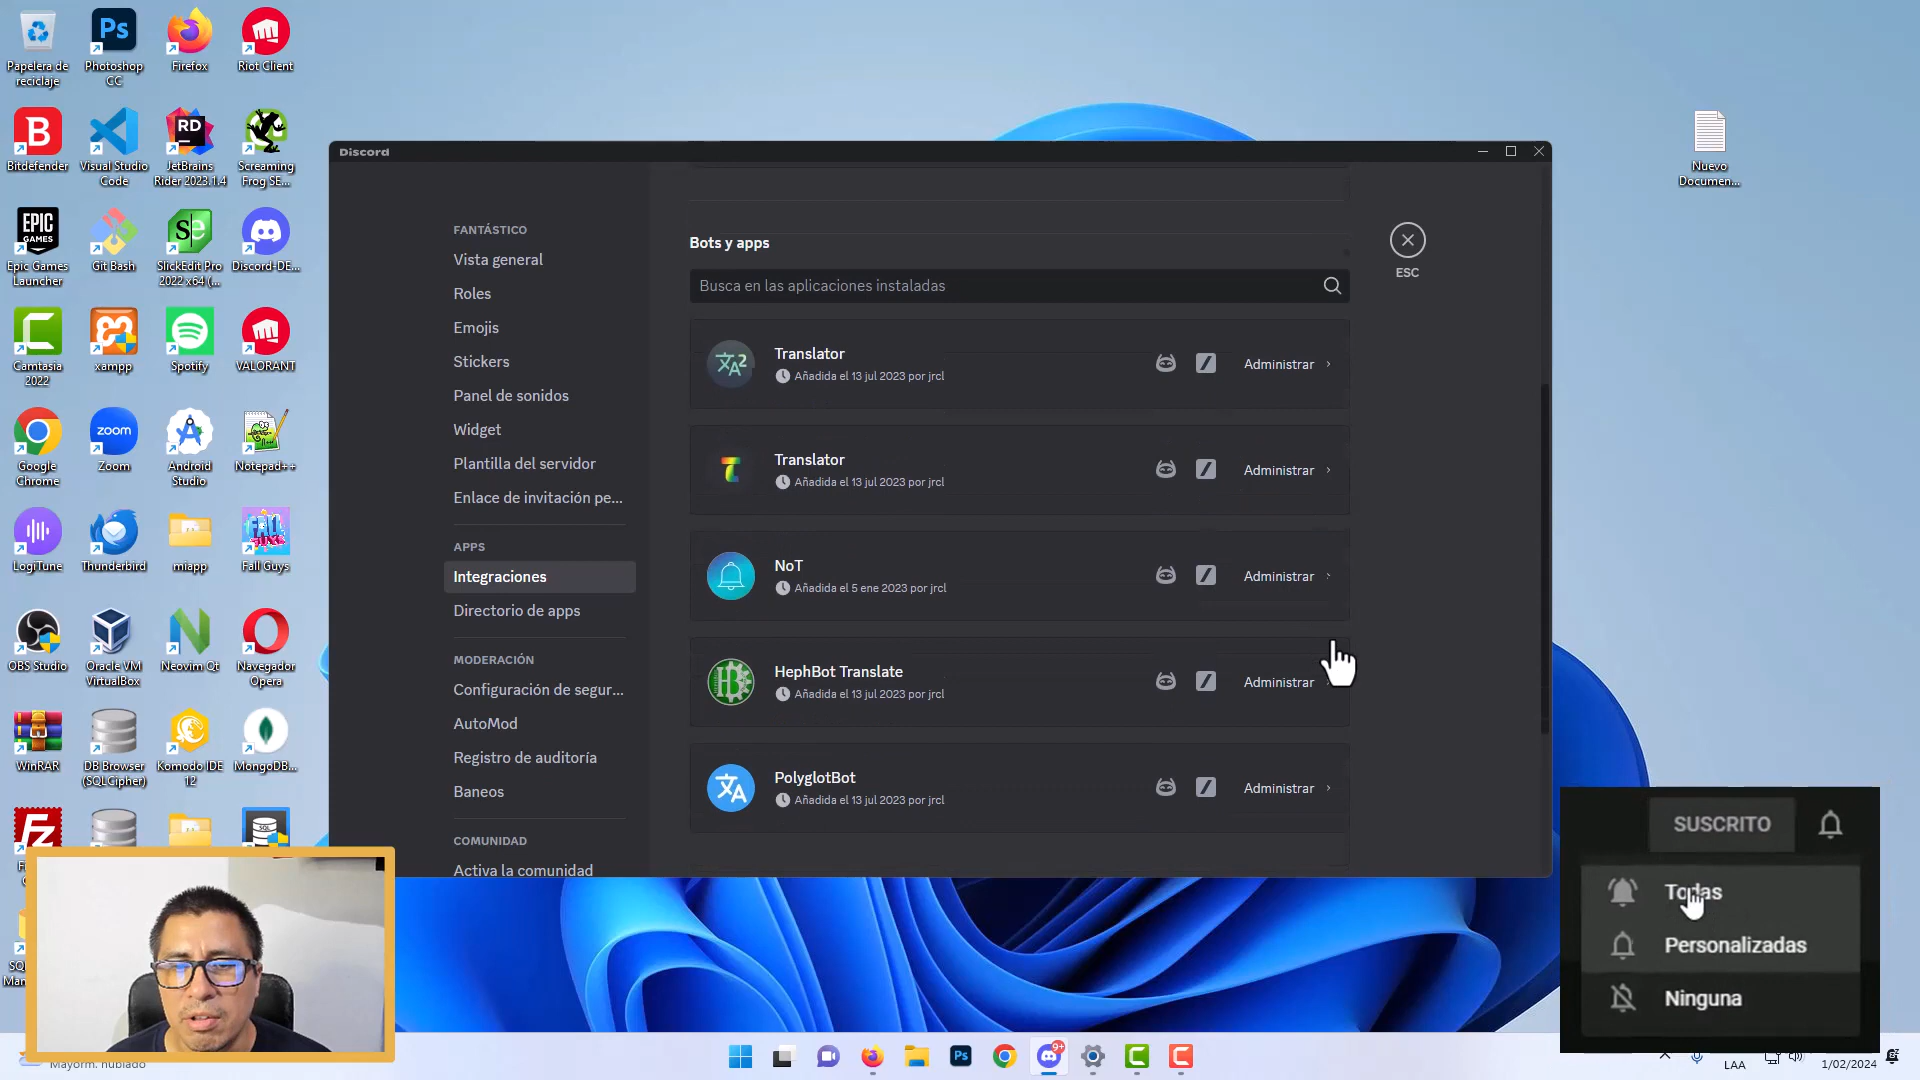 Papelera de
reciclaje
Photoshop
CC
Firefox
Riot Client
Bitdefender
Visual Studio
Code
JetBrains
Rider 2023.1.4
Screaming
Frog SE...
Epic Games
Launcher
Git Bash
SlickEdit Pro
2022 x64 (...
Discord-DE...
Camtasia
2022
xampp
Spotify
VALORANT
Google
Chrome
Zoom
Android
Studio
Notepad++
LogiTune
Thunderbird
miapp
Fall Guys
OBS Studio
Oracle VM
VirtualBox
Neovim Qt
Navegador
Opera
WinRAR
DB Browser
(SQLCipher)
Komodo IDE
12
MongoDB...
Nuevo
Documen...
Discord
FANTÁSTICO
Vista general
Roles
Emojis
Stickers
Panel de sonidos
Widget
Plantilla del servidor
Enlace de invitación pe...
APPS
Integraciones
Directorio de apps
MODERACIÓN
Configuración de segur...
AutoMod
Registro de auditoría
Baneos
COMUNIDAD
Activa la comunidad
Bots y apps
Busca en las aplicaciones instaladas
ESC
Translator
Añadida el 13 jul 2023 por jrcl
Administrar
Translator
Añadida el 13 jul 2023 por jrcl
Administrar
NoT
Añadida el 5 ene 2023 por jrcl
Administrar
HephBot Translate
Añadida el 13 jul 2023 por jrcl
Administrar
PolyglotBot
Añadida el 13 jul 2023 por jrcl
Administrar
SUSCRITO
Todas
Personalizadas
Ninguna
Mayorm. nublado
9+
LAA
1/02/2024